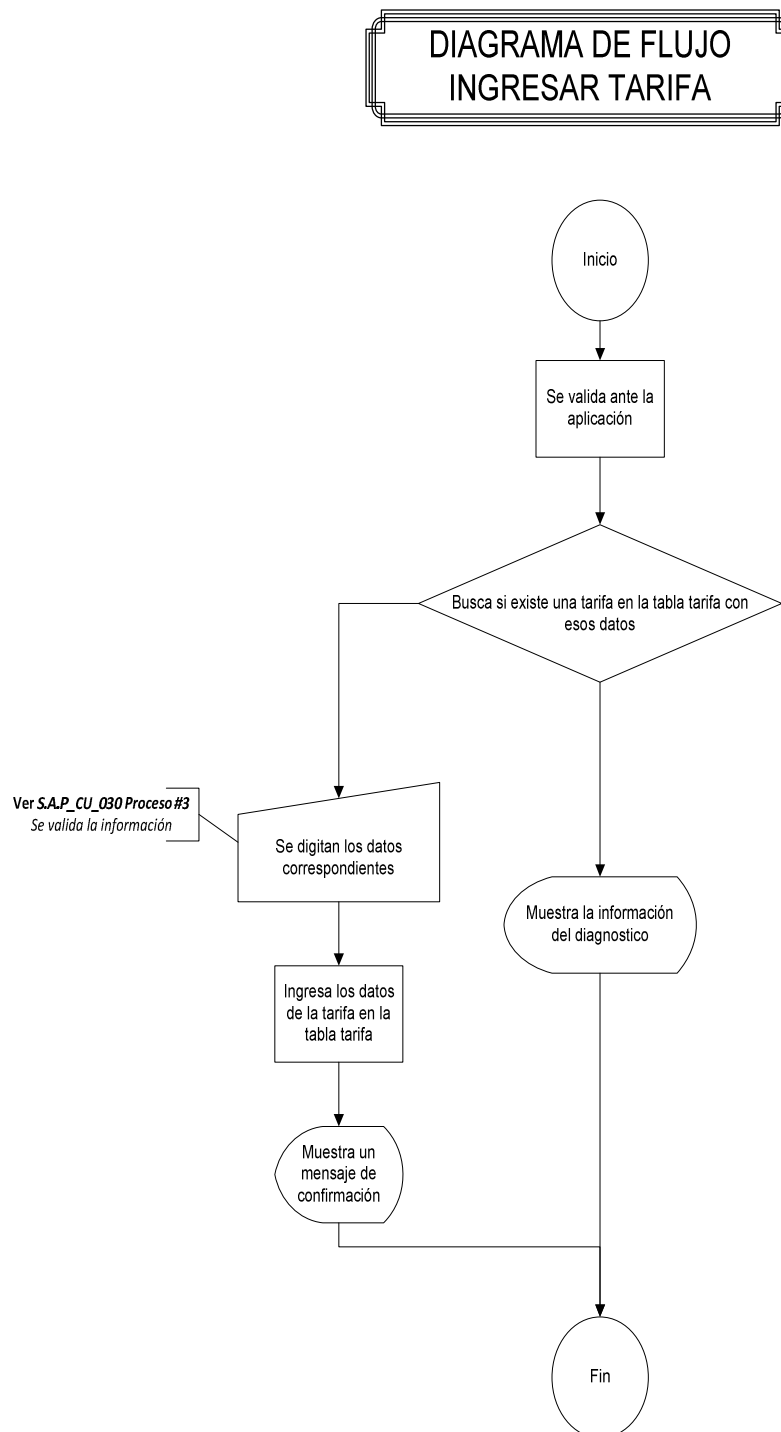 DIAGRAMA DE FLUJO
INGRESAR TARIFA
Inicio
Se valida ante la
aplicación
Busca si existe una tarifa en la tabla tarifa con
esos datos
Ver S.A.P_CU_030 Proceso #3
Se valida la información
Se digitan los datos
correspondientes
Muestra la información
del diagnostico
Ingresa los datos
de la tarifa en la
tabla tarifa
Muestra un
mensaje de
confirmación
Fin